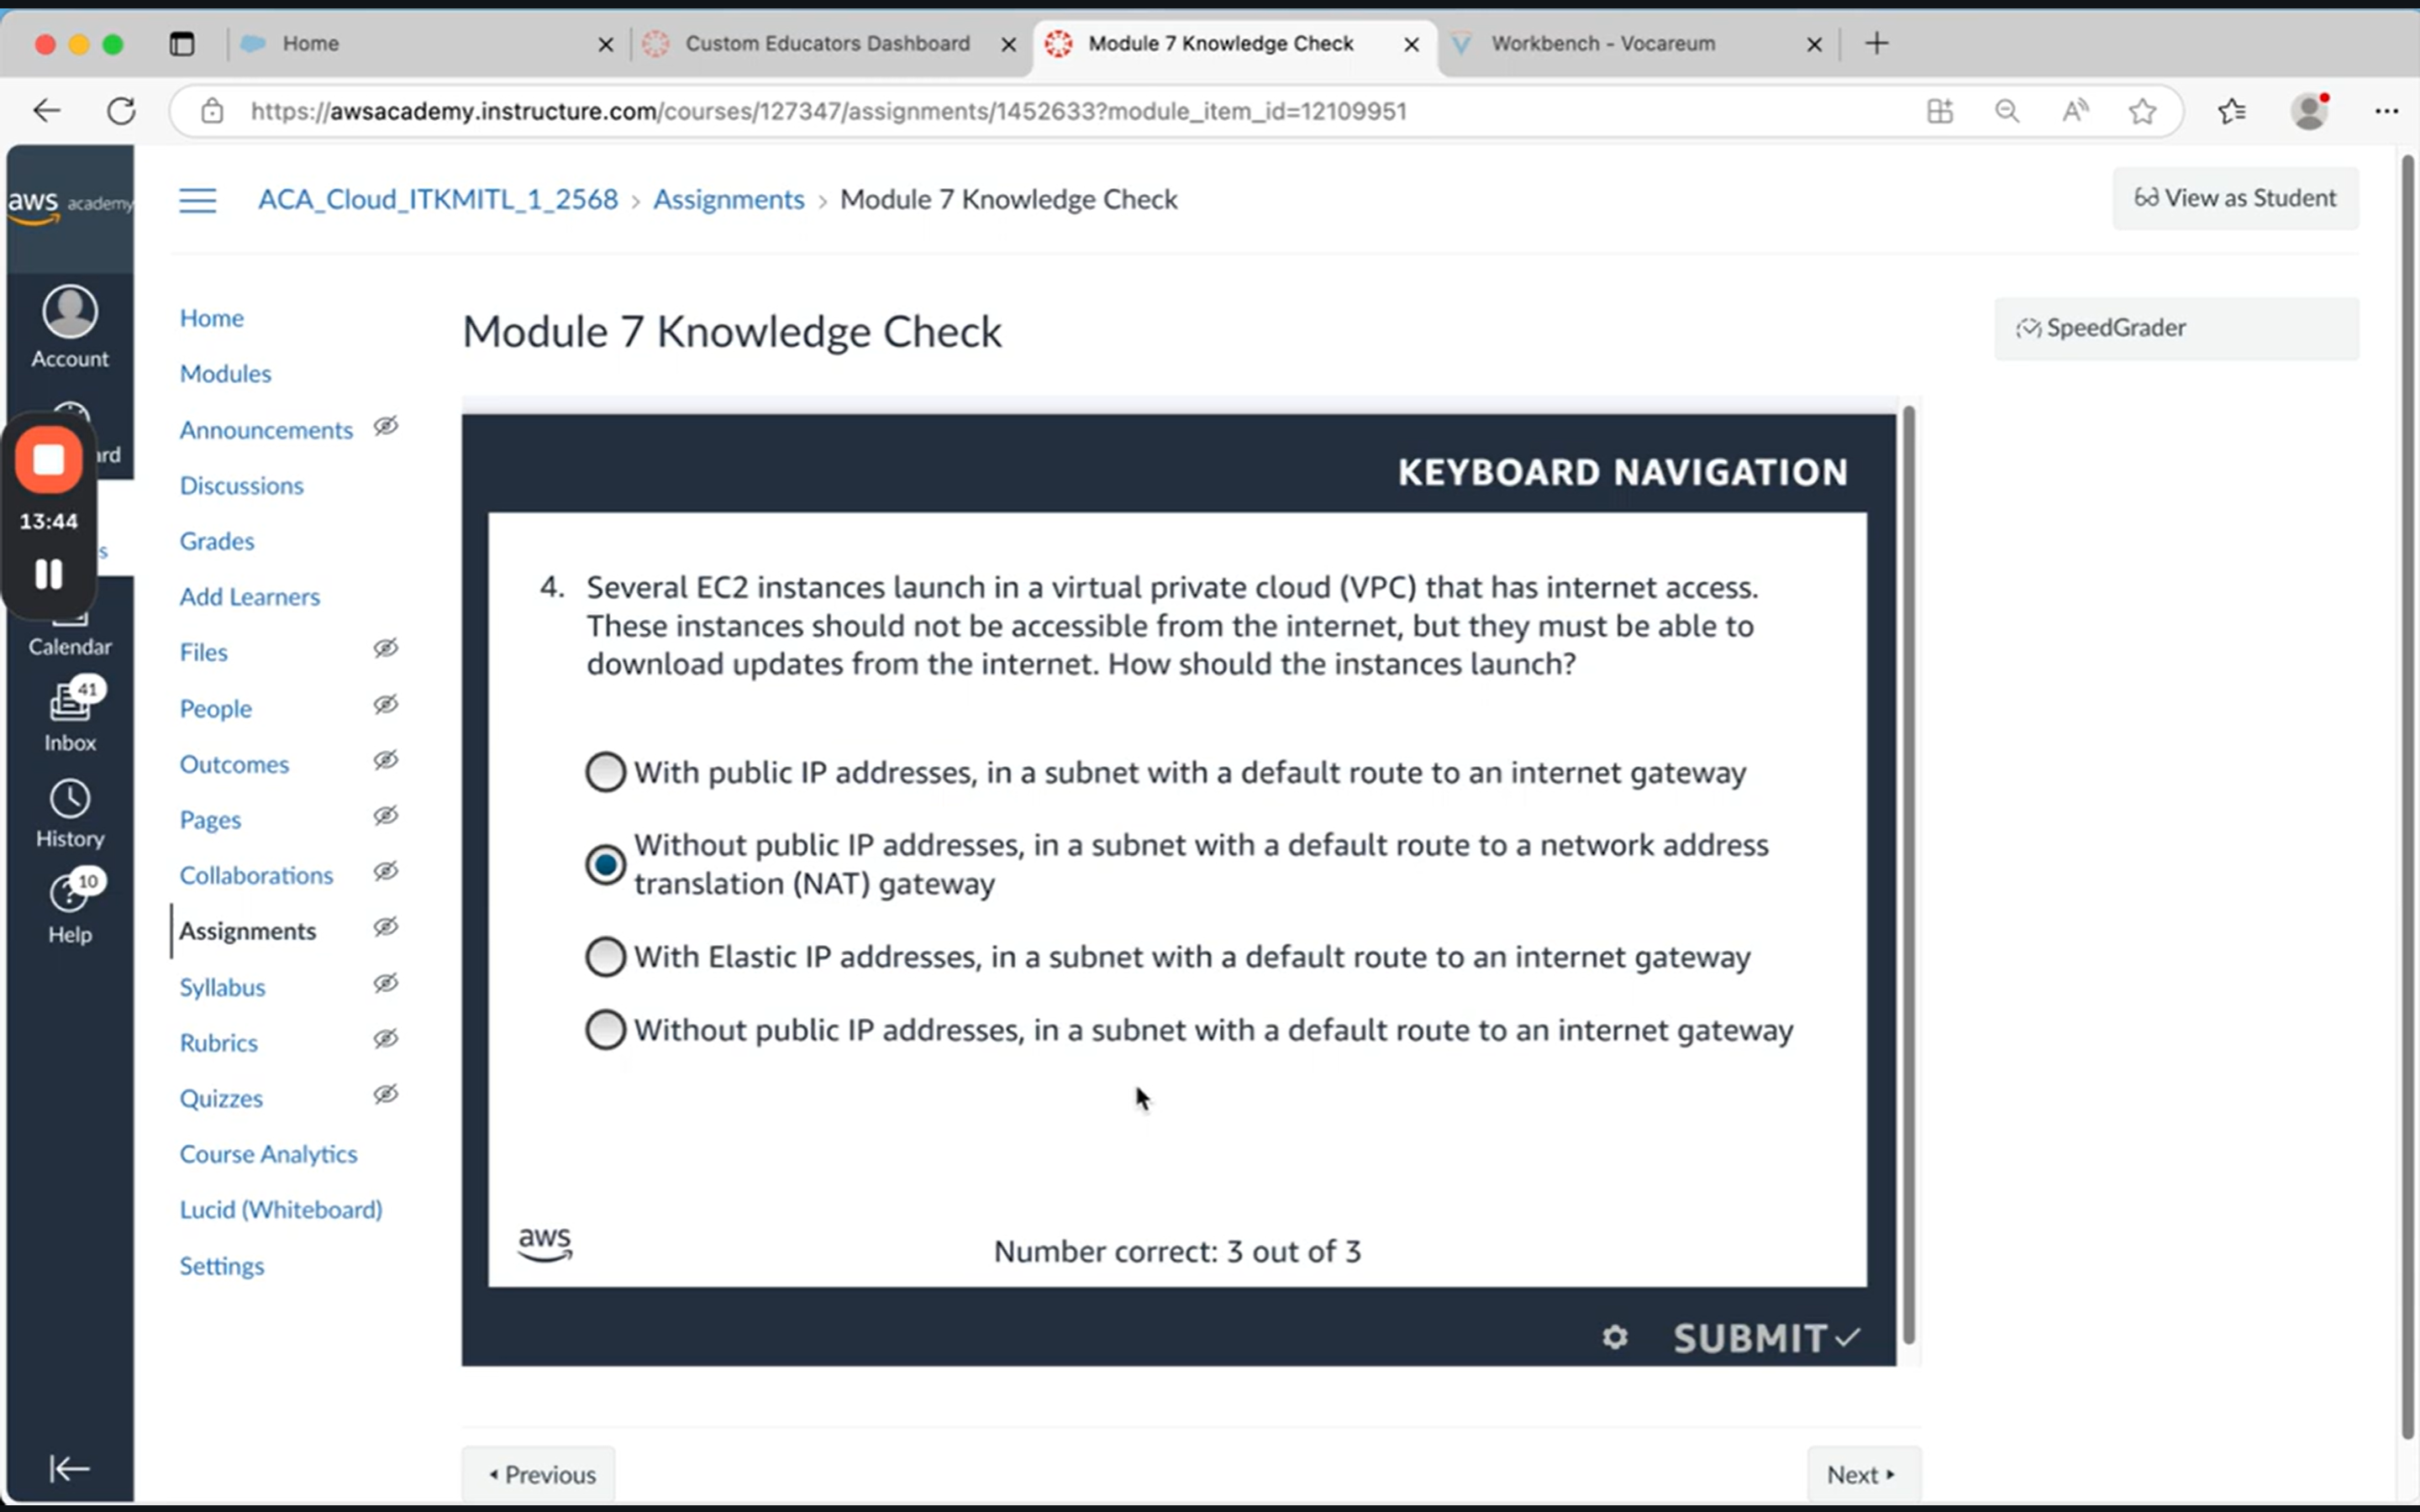 Home
Custom Educators Dashboard
Module 7 Knowledge Check
Workbench - Vocareum
https://awsacademy.instructure.com/courses/127347/assignments/1452633?module_item_id=12109951
aws academy
ACA_Cloud_ITKMITL_1_2568 › Assignments › Module 7 Knowledge Check
View as Student
Account
13:44
Calendar
41
Inbox
History
10
Help
Home
Modules
Announcements
Discussions
Grades
Add Learners
Files
People
Outcomes
Pages
Collaborations
Assignments
Syllabus
Rubrics
Quizzes
Course Analytics
Lucid (Whiteboard)
Settings
Module 7 Knowledge Check
SpeedGrader
KEYBOARD NAVIGATION
4. Several EC2 instances launch in a virtual private cloud (VPC) that has internet access.
These instances should not be accessible from the internet, but they must be able to
download updates from the internet. How should the instances launch?
With public IP addresses, in a subnet with a default route to an internet gateway
Without public IP addresses, in a subnet with a default route to a network address
translation (NAT) gateway
With Elastic IP addresses, in a subnet with a default route to an internet gateway
Without public IP addresses, in a subnet with a default route to an internet gateway
aws
Number correct: 3 out of 3
SUBMIT
Previous
Next